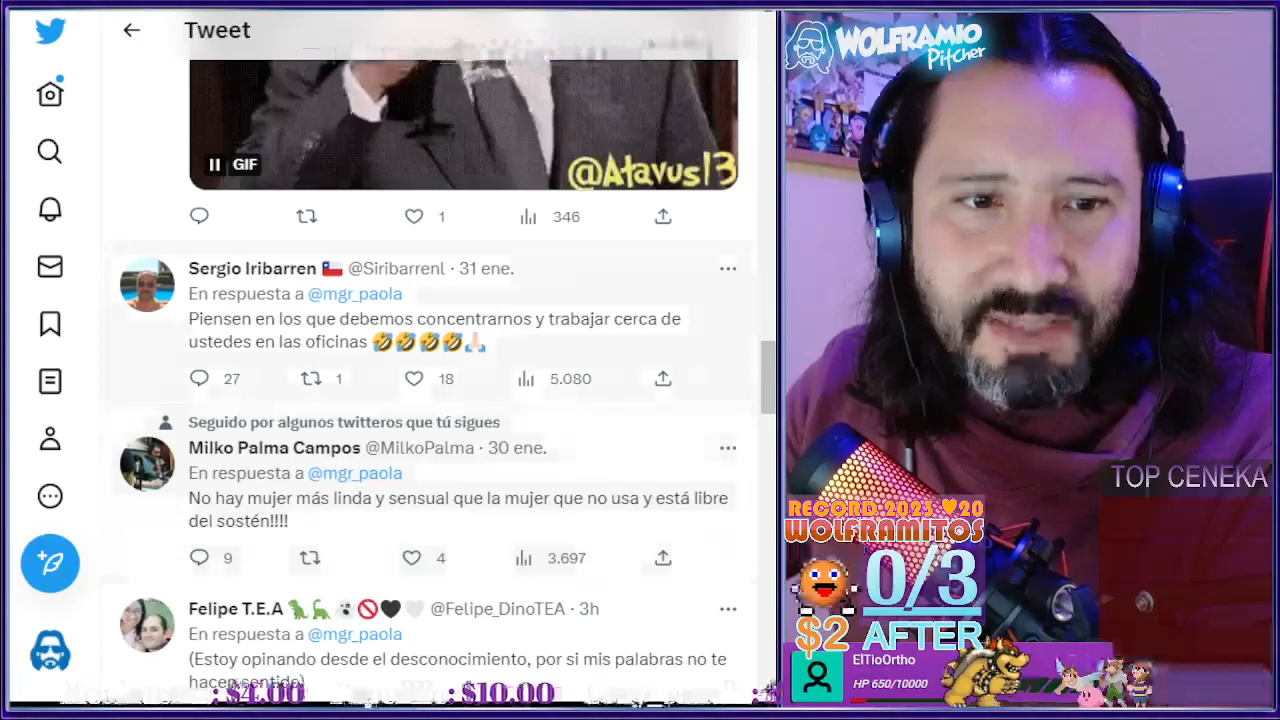 Tweet
GIF
@Atavus13
1
346
Sergio Iribarren 🇨🇱 @Siribarrenl · 31 ene.
En respuesta a @mgr_paola
Piensen en los que debemos concentrarnos y trabajar cerca de
ustedes en las oficinas 🤣🤣🤣🤣🙏🏻
27
1
18
5.080
Seguido por algunos twitteros que tú sigues
Milko Palma Campos @MilkoPalma · 30 ene.
En respuesta a @mgr_paola
No hay mujer más linda y sensual que la mujer que no usa y está libre
del sostén!!!!
9
4
3.697
Felipe T.E.A @Felipe_DinoTEA · 3h
En respuesta a @mgr_paola
(Estoy opinando desde el desconocimiento, por si mis palabras no te
hacen sentido)
: $4.00
: $10.00
WOLFRAMIO
Pitcher
TOP CENEKA
RECORD 2023 ♥20
WOLFRAMITOS
0/3
$2 AFTER
ElTioOrtho
HP 650/10000